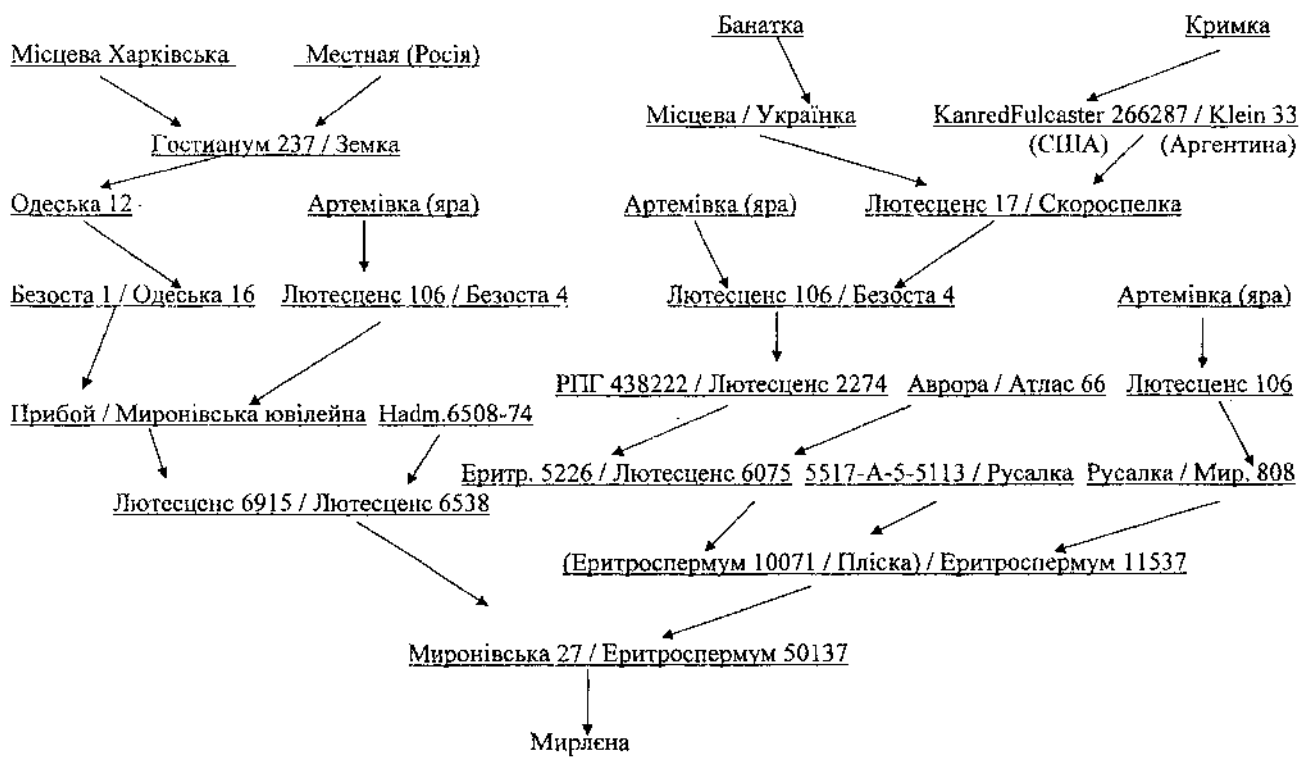 Банатка Кримка
Місцева Харківська Местная (Росія)
Місцева / Українка KanredFulcaster 266287 / Klein 33
Гостианум 237 / Земка (США) (Аргентина)
Одеська 12 Артемівка (яра) Артемівка (яра) Лютесценс 17 / Скороспелка
Безоста 1 / Одеська 16 Лютесценс 106 / Безоста 4 Лютесценс 106 / Безоста 4 Артемівка (яра)
РПГ 438222 / Лютесценс 2274 Аврора / Атлас 66 Лютесценс 106
Прибой / Миронівська ювілейна Hadm.6508-74
Еритр. 5226 / Лютесценс 6075 5517-А-5-5113 / Русалка Русалка / Мир. 808
Лютесценс 6915 / Лютесценс 6538
(Еритроспермум 10071 / Пліска) / Еритроспермум 11537
Миронівська 27 / Еритроспермум 50137
Мирлєна